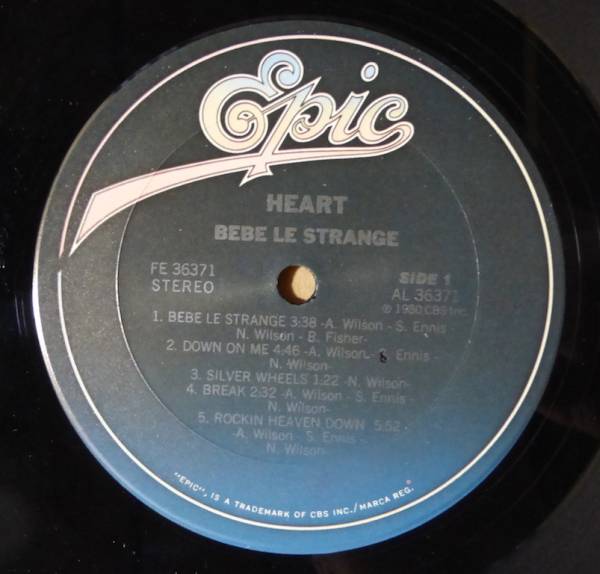 Epic
HEART
BEBE LE STRANGE
FE 36371
STEREO
SIDE 1
AL 36371
℗ 1980 CBS Inc.
1. BEBE LE STRANGE 3:38 -A. Wilson - S. Ennis
N. Wilson - B. Fisher-
2. DOWN ON ME 4:46 -A. Wilson - S. Ennis -
N. Wilson-
3. SILVER WHEELS 1:22 -N. Wilson-
4. BREAK 2:32 -A. Wilson - S. Ennis -
N. Wilson-
5. ROCKIN HEAVEN DOWN 5:52
-A. Wilson - S. Ennis -
N. Wilson-
"EPIC", IS A TRADEMARK OF CBS INC./MARCA REG.